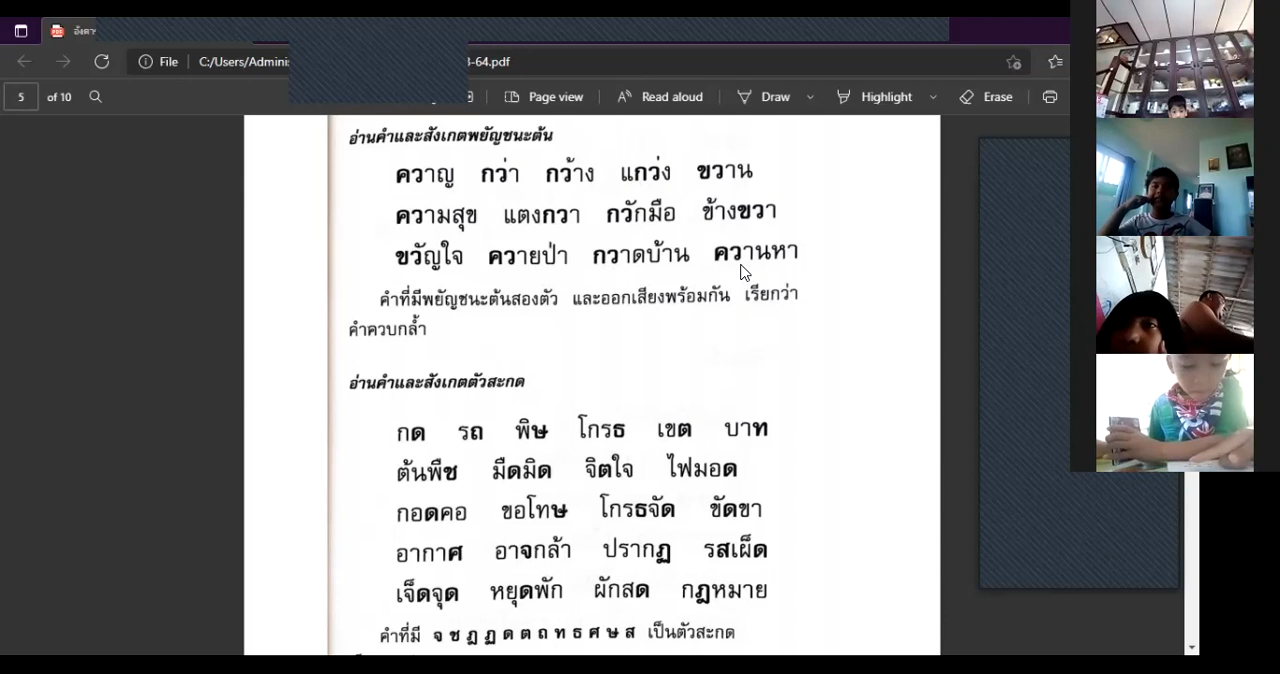 อังคาร
File C:/Users/Adminis 3-64.pdf
5 of 10 Page view Read aloud Draw Highlight Erase
อ่านคำและสังเกตพยัญชนะต้น
ควาญ กว่า กว้าง แกว่ง ขวาน
ความสุข แตงกวา กวักมือ ข้างขวา
ขวัญใจ ควายป่า กวาดบ้าน ควานหา
คำที่มีพยัญชนะต้นสองตัว และออกเสียงพร้อมกัน เรียกว่า
คำควบกล้ำ
อ่านคำและสังเกตตัวสะกด
กด รถ พิษ โกรธ เขต บาท
ต้นพืช มืดมิด จิตใจ ไฟมอด
กอดคอ ขอโทษ โกรธจัด ขัดขา
อากาศ อาจกล้า ปรากฏ รสเผ็ด
เจ็ดจุด หยุดพัก ผักสด กฎหมาย
คำที่มี จ ช ฎ ฏ ด ต ถ ท ธ ศ ษ ส เป็นตัวสะกด